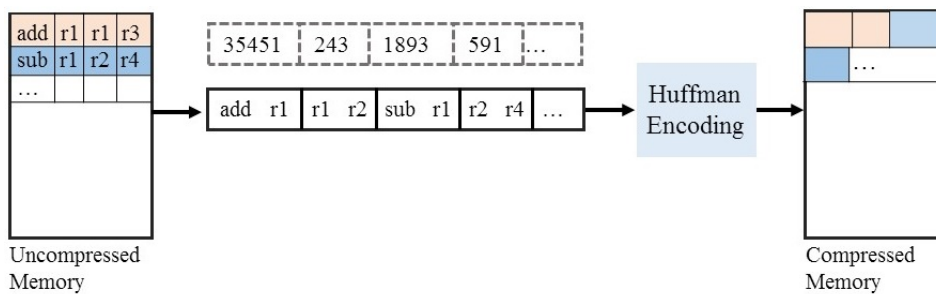 add r1 r1 r3
sub r1 r2 r4
...
35451 243 1893 591 ...
add r1 r1 r2 sub r1 r2 r4 ...
Huffman
Encoding
...
Uncompressed
Memory
Compressed
Memory